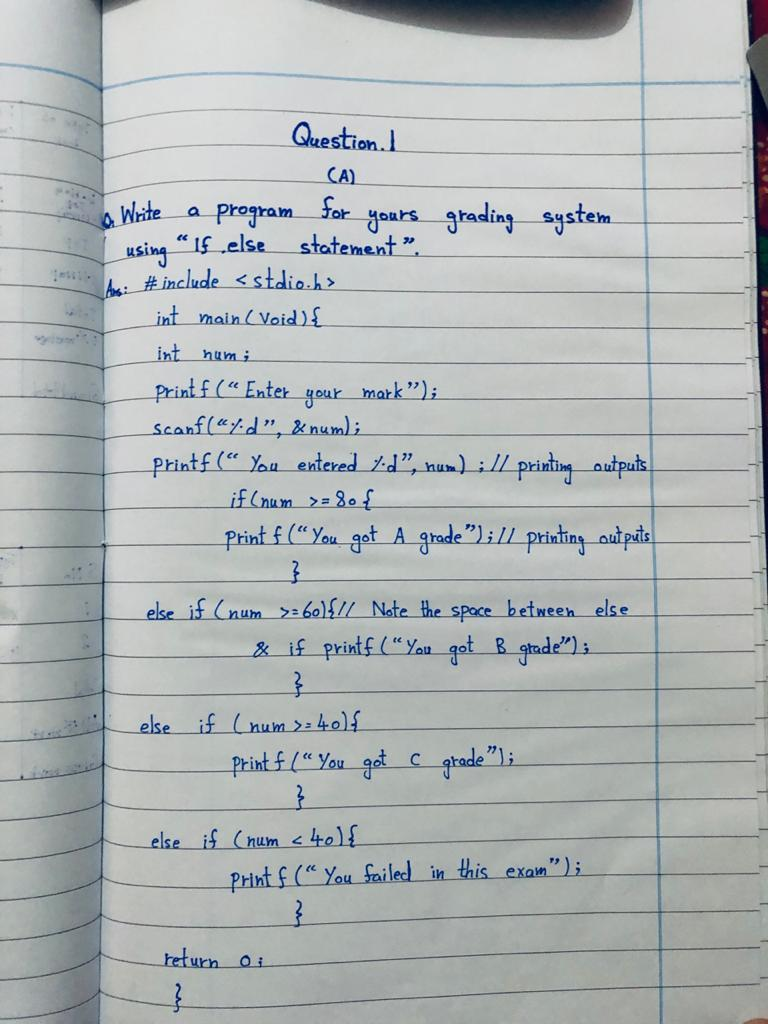 Question.1
(A)
Q. Write a program for yours grading system
using "If .else statement".
Ans: #include <stdio.h>
int main(Void){
int num;
printf("Enter your mark");
scanf("%d", &num);
printf("You entered %d", num) ;// printing outputs
if(num >=80{
printf("You got A grade");// printing outputs
}
else if (num >=60){// Note the space between else
& if printf("You got B grade");
}
else if (num >=40){
printf("You got C grade");
}
else if (num < 40){
printf("You failed in this exam");
}
return 0;
}